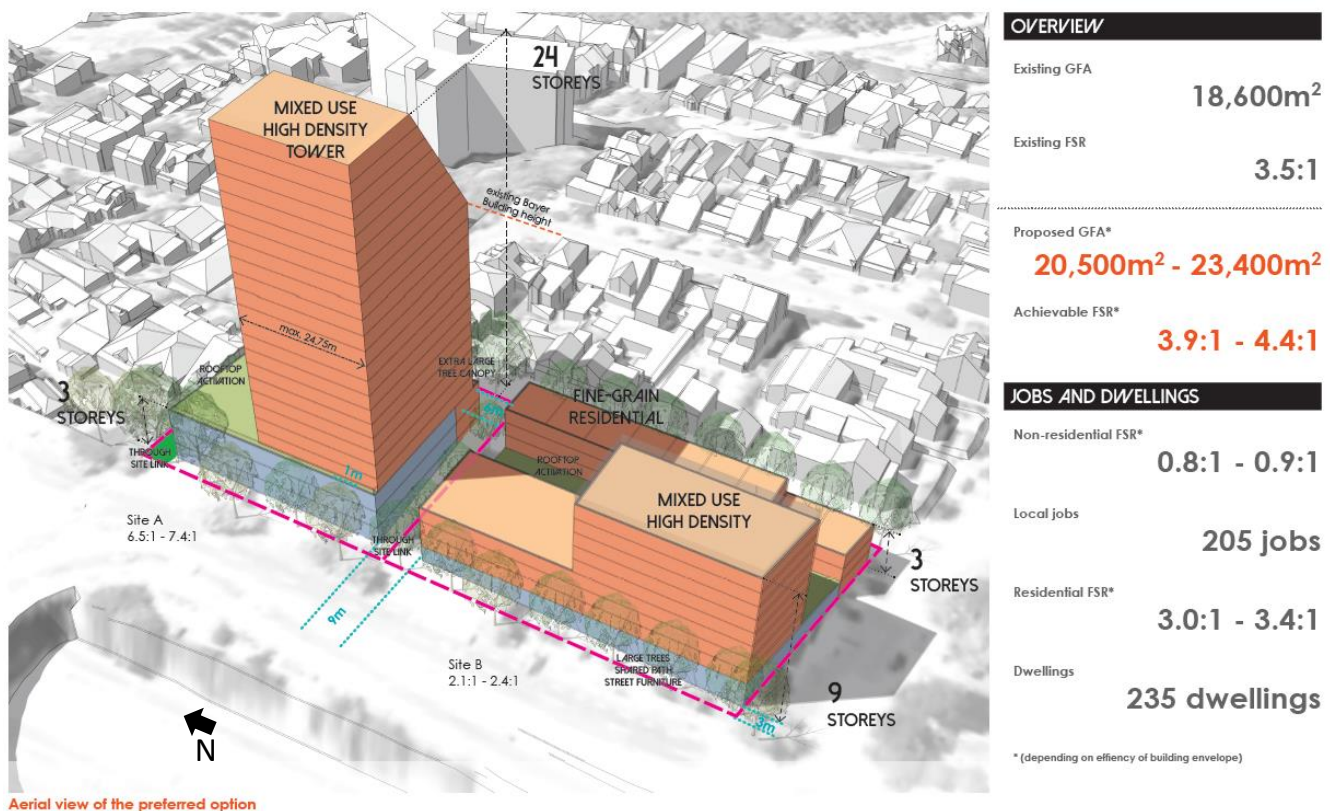 24
STOREYS
MIXED USE
HIGH DENSITY
TOWER
existing Bayer
Building height
max. 24.75m
ROOFTOP
ACTIVATION
EXTRA LARGE
TREE CANOPY
3
STOREYS
FINE-GRAIN
RESIDENTIAL
THROUGH
SITE LINK
ROOFTOP
ACTIVATION
1m
MIXED USE
HIGH DENSITY
Site A
6.5:1 - 7.4:1
THROUGH
SITE LINK
3
STOREYS
9m
Site B
2.1:1 - 2.4:1
LARGE TREES
SHARED PATH
STREET FURNITURE
9
STOREYS
3m
N
Aerial view of the preferred option
OVERVIEW
Existing GFA
18,600m²
Existing FSR
3.5:1
Proposed GFA*
20,500m² - 23,400m²
Achievable FSR*
3.9:1 - 4.4:1
JOBS AND DWELLINGS
Non-residential FSR*
0.8:1 - 0.9:1
Local jobs
205 jobs
Residential FSR*
3.0:1 - 3.4:1
Dwellings
235 dwellings
* (depending on effiency of building envelope)